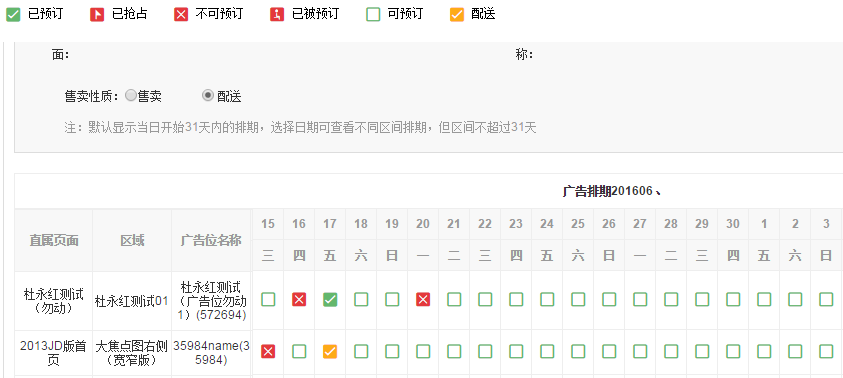 已预订 已抢占 不可预订 已被预订 可预订 配送
面： 称：
售卖性质： 售卖 配送
注：默认显示当日开始31天内的排期，选择日期可查看不同区间排期，但区间不超过31天
广告排期201606、
直属页面 区域 广告位名称 15 16 17 18 19 20 21 22 23 24 25 26 27 28 29 30 1 2 3
三 四 五 六 日 一 二 三 四 五 六 日 一 二 三 四 五 六 日
杜永红测试
（勿动）
杜永红测试01
杜永红测试
（广告位勿动
1）(572694)
2013JD版首
页
大焦点图右侧
（宽窄版）
35984name(3
5984)